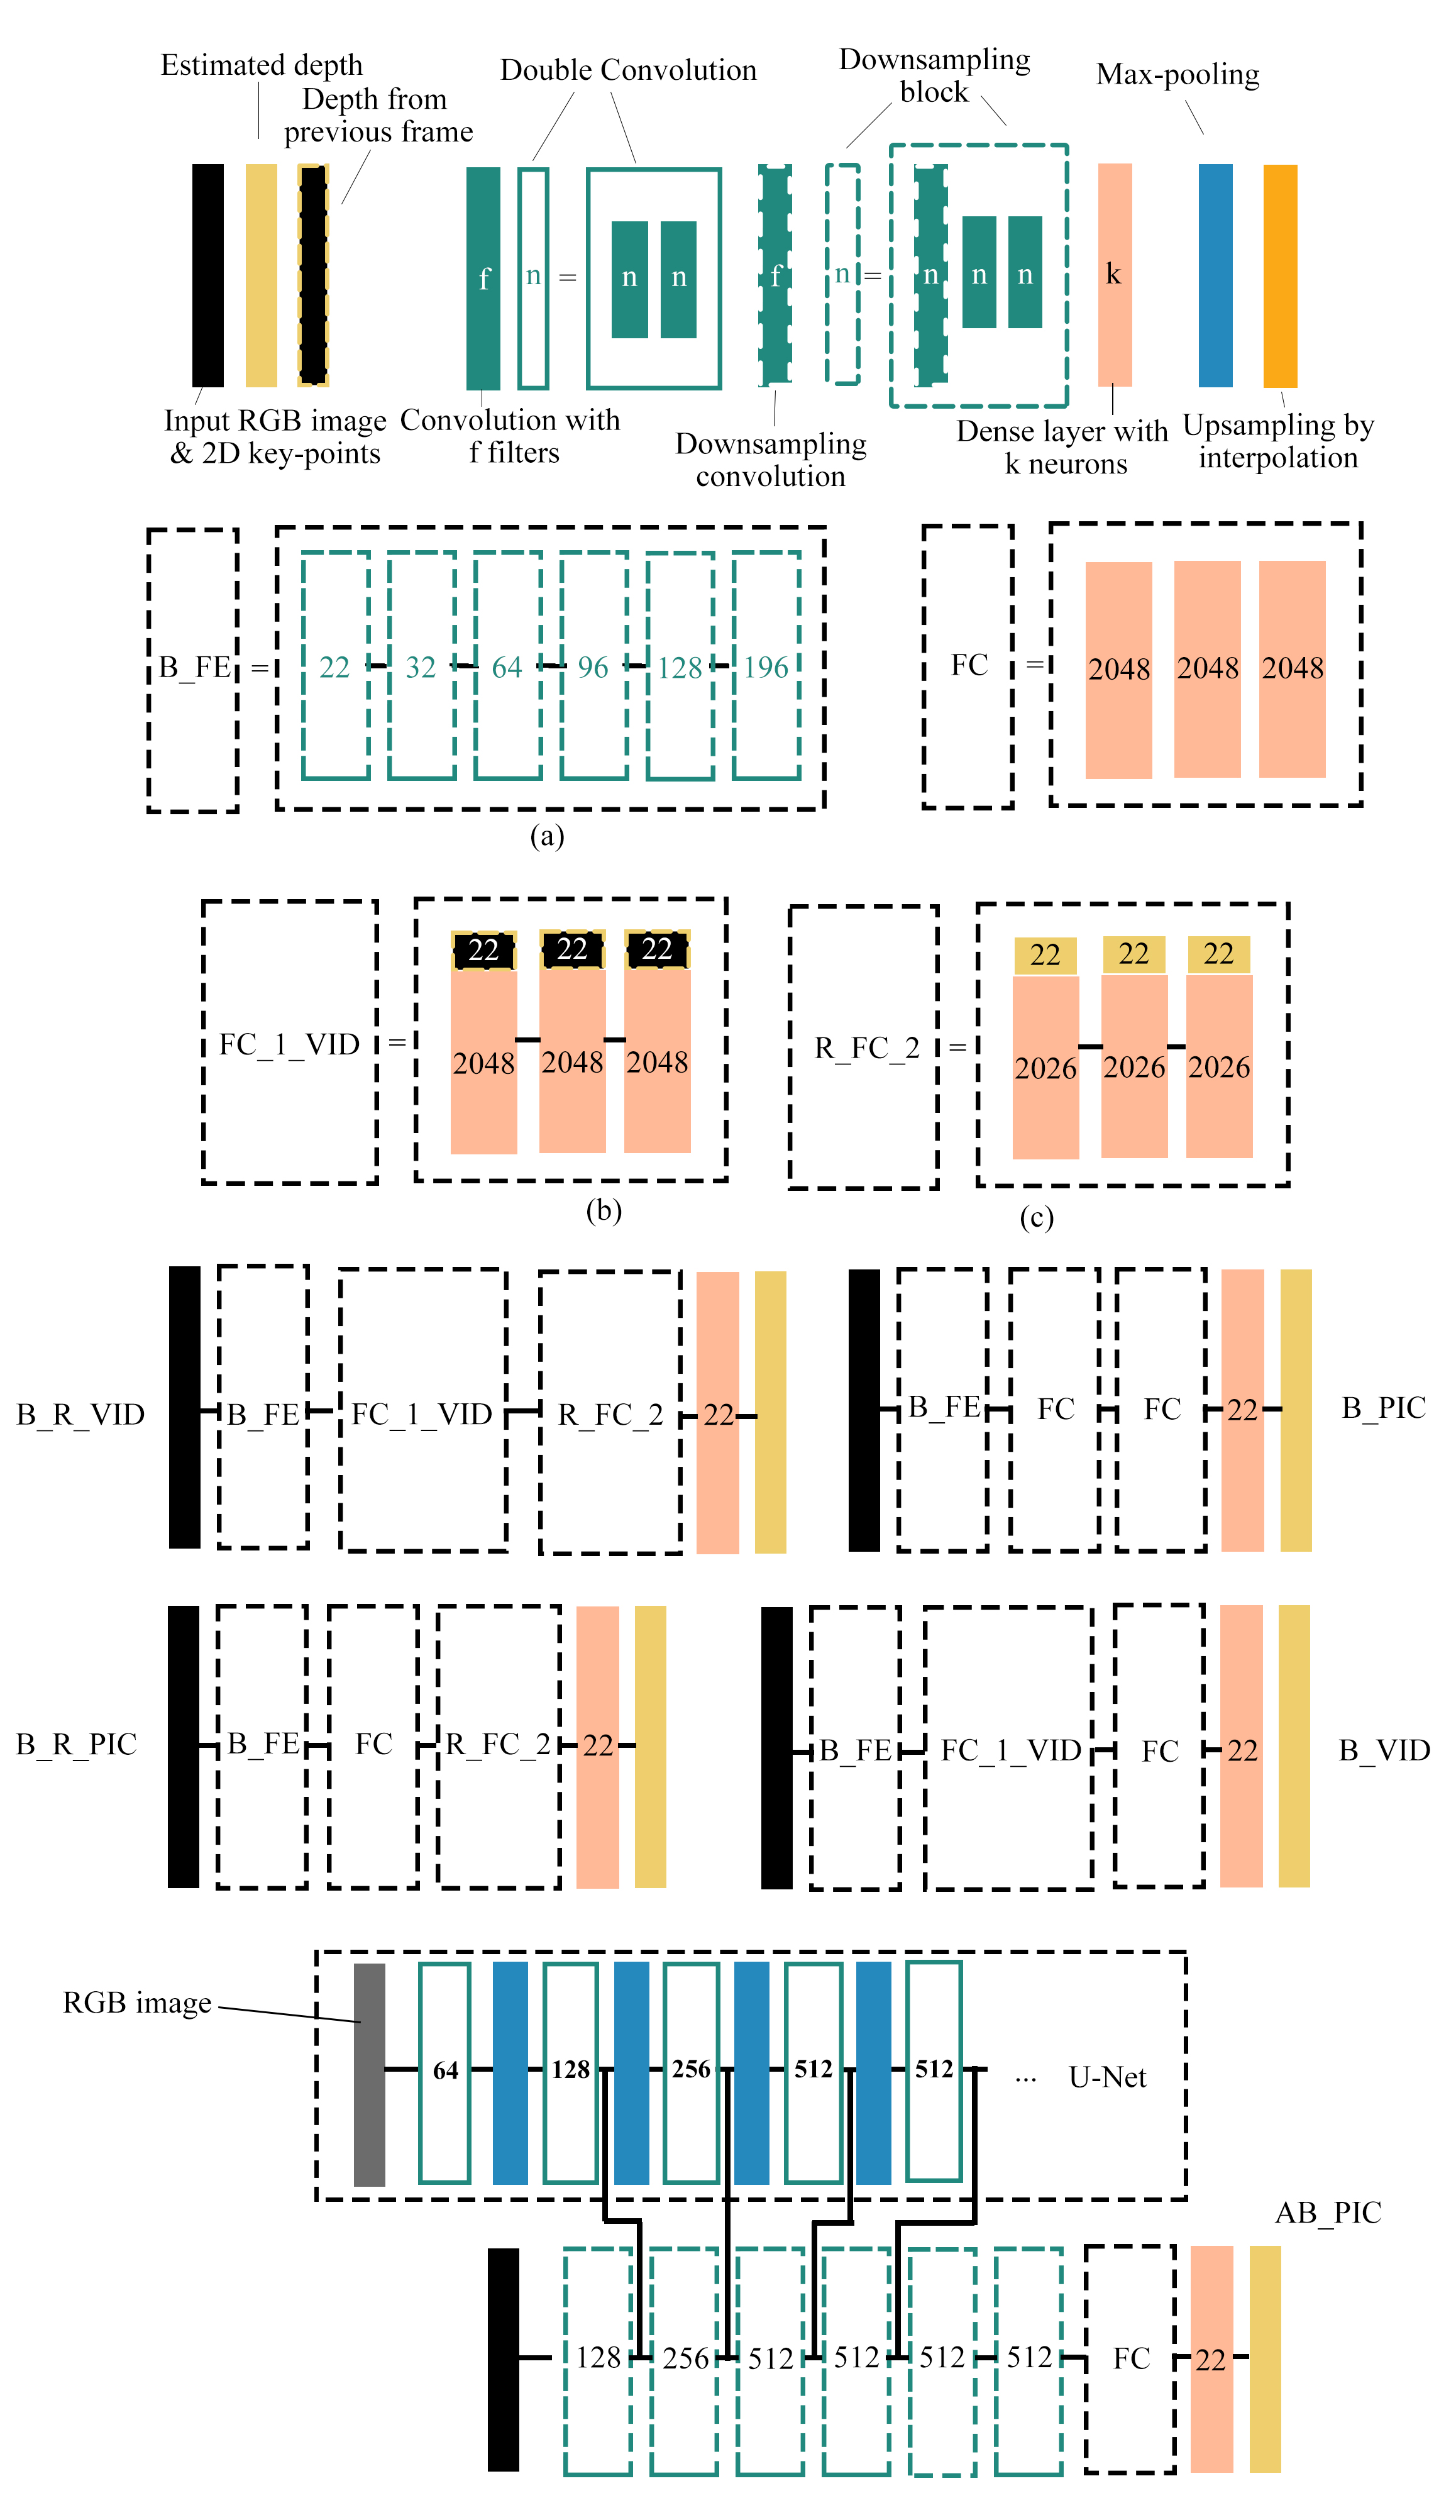 Estimated depth
Depth from
previous frame
Double Convolution
Downsampling
block
Max-pooling
f
n
=
n
n
f
n
=
n
n
n
k
Input RGB image
& 2D key-points
Convolution with
f filters
Downsampling
convolution
Dense layer with
k neurons
Upsampling by
interpolation
B_FE
=
22
32
64
96
128
196
(a)
FC
=
2048
2048
2048
FC_1_VID
=
22
22
22
2048
2048
2048
(b)
R_FC_2
=
22
22
22
2026
2026
2026
(c)
B_R_VID
B_FE
FC_1_VID
R_FC_2
22
B_FE
FC
FC
22
B_PIC
B_R_PIC
B_FE
FC
R_FC_2
22
B_FE
FC_1_VID
FC
22
B_VID
RGB image
64
128
256
512
512
...
U-Net
AB_PIC
128
256
512
512
512
512
FC
22